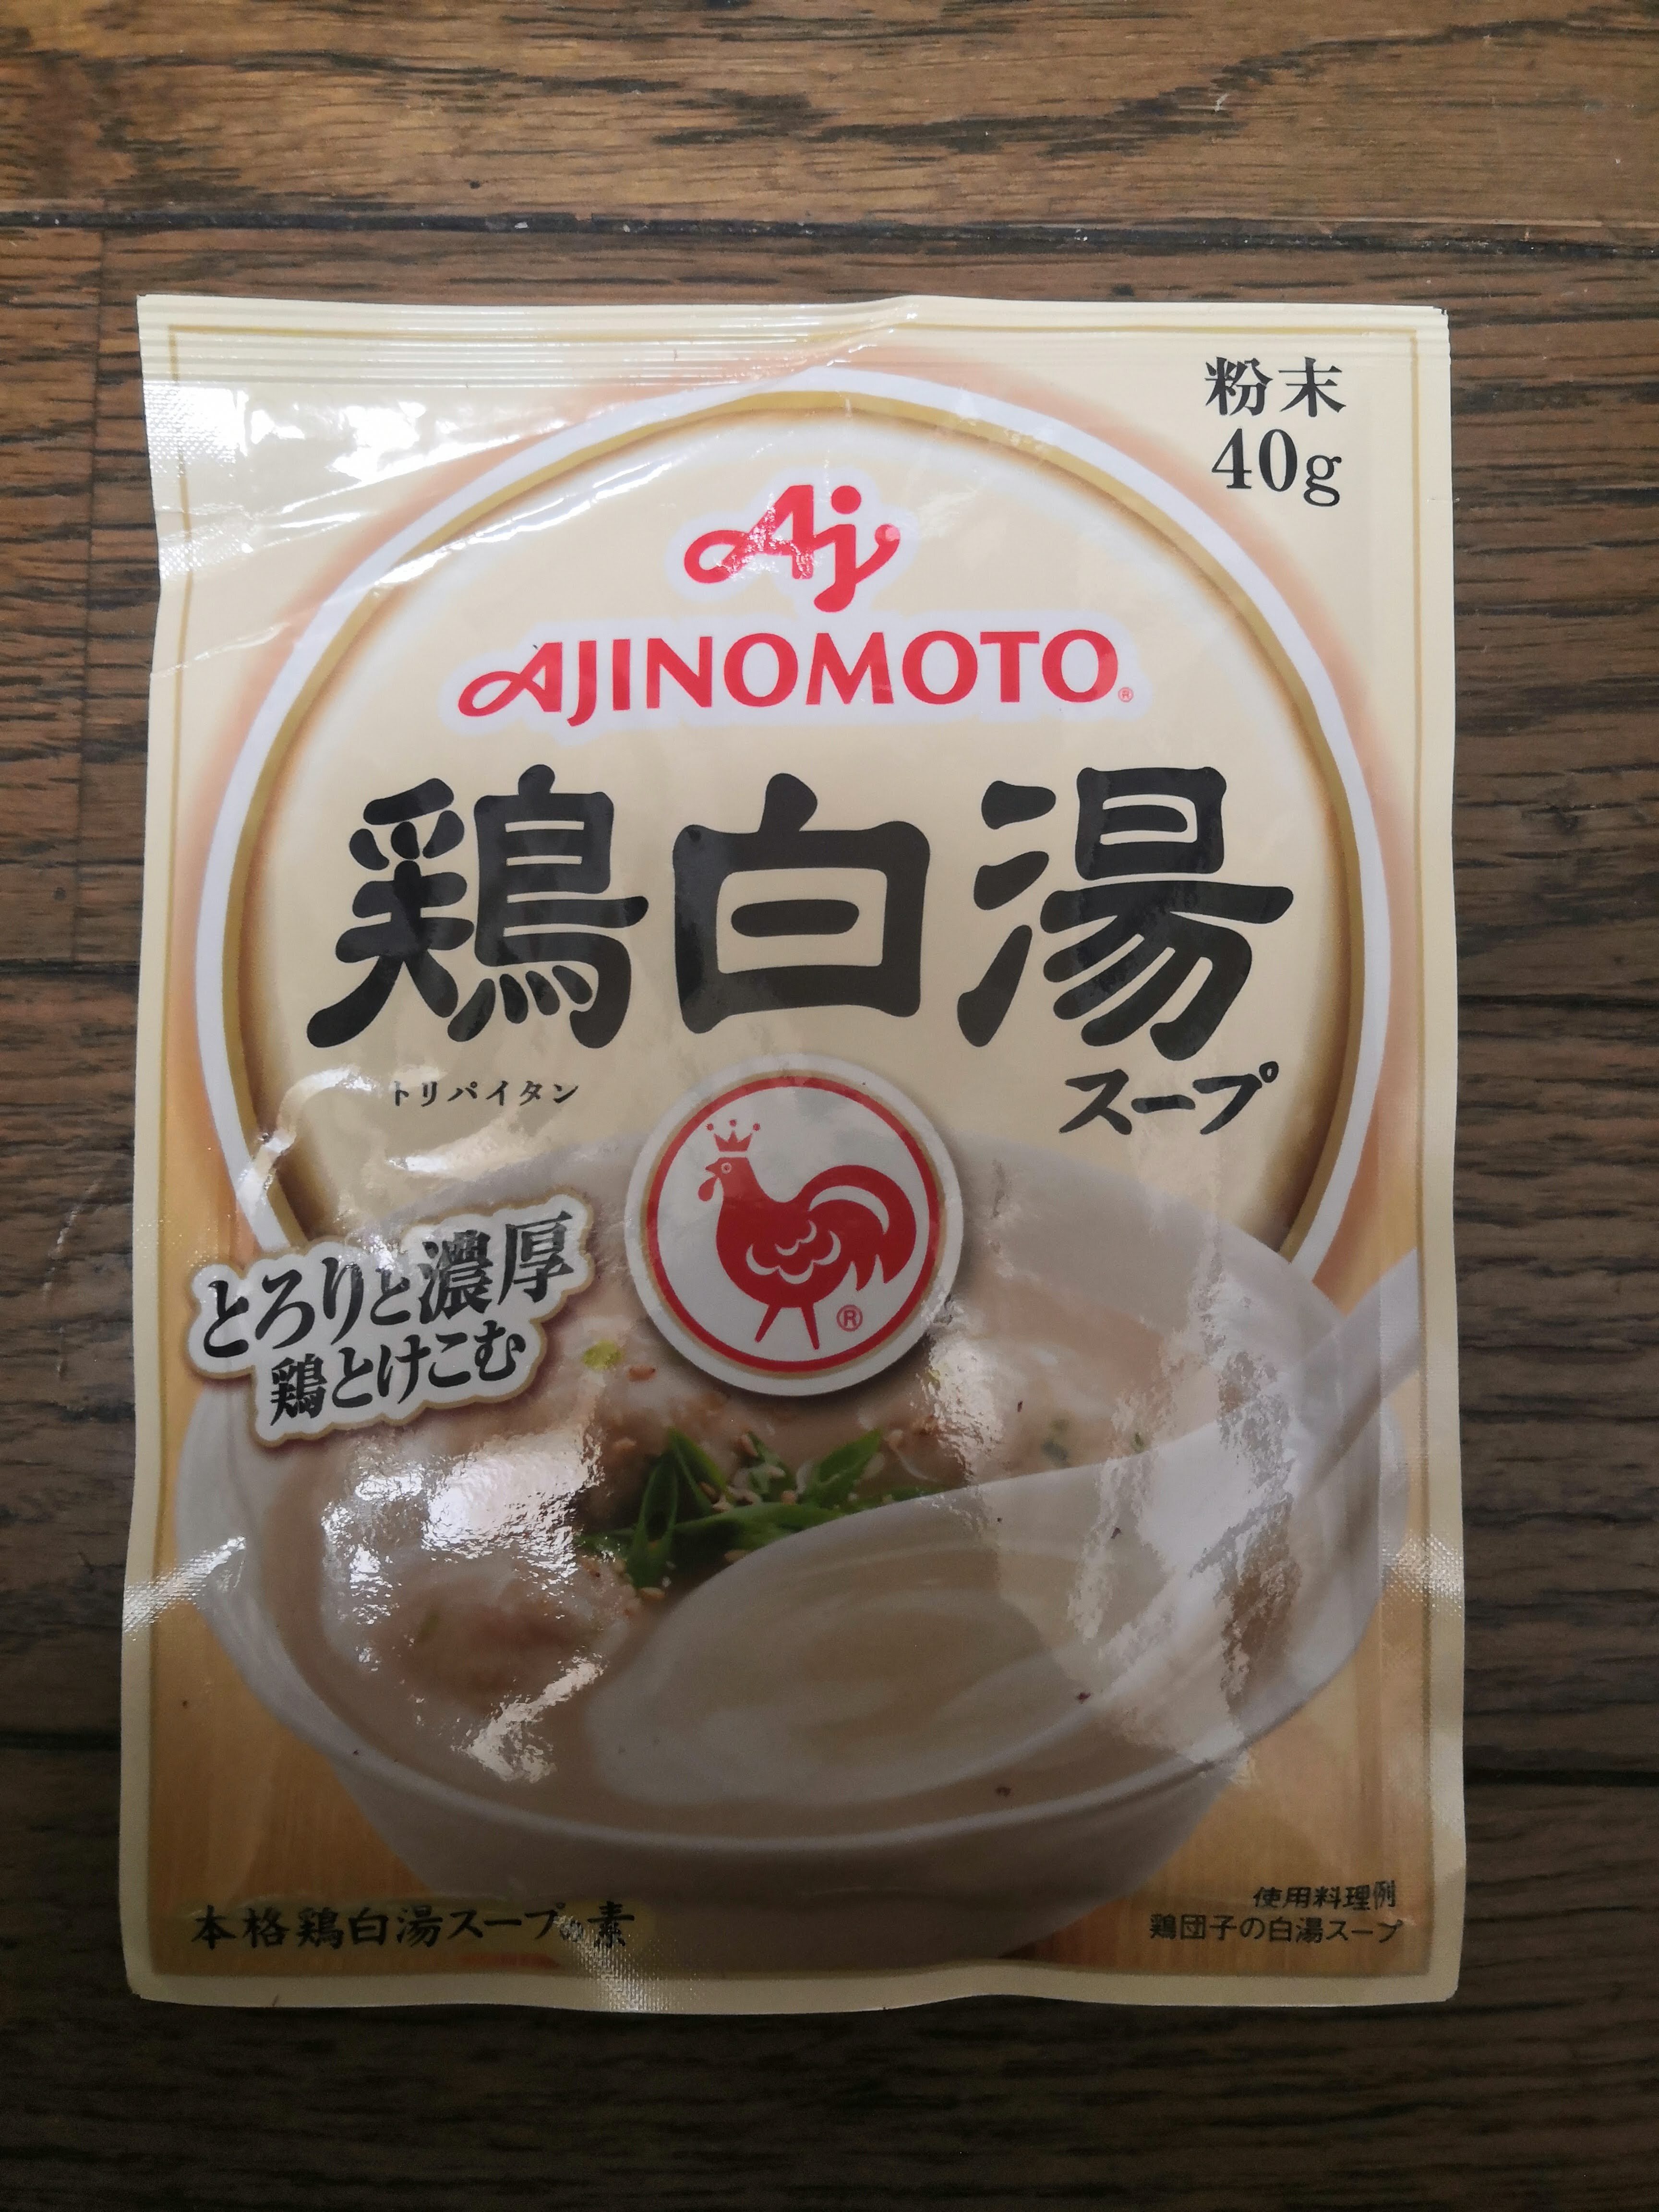 粉末
40g
Aj
AJINOMOTO®
鶏白湯
トリパイタン
スープ
®
とろりと濃厚
鶏とけこむ
本格鶏白湯スープの素
使用料理例
鶏団子の白湯スープ